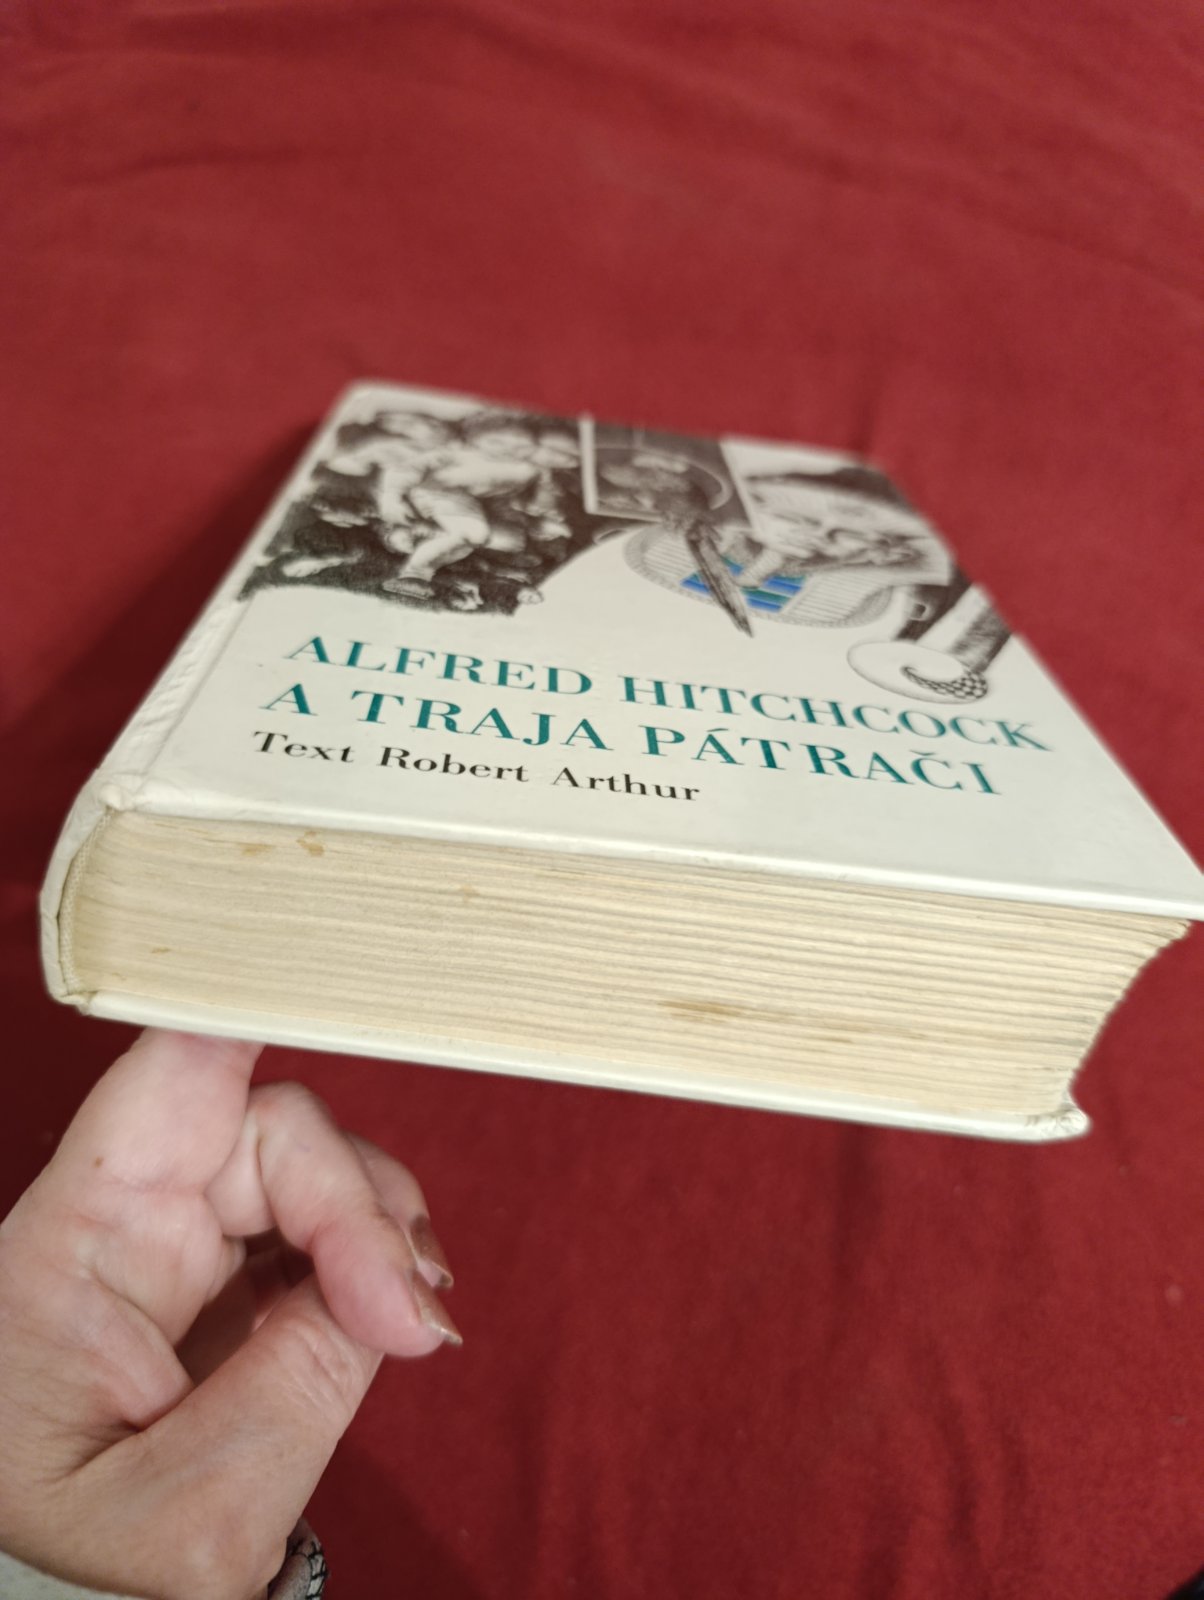 ALFRED HITCHCOCK
A TRAJA PÁTRAČI
Text Robert Arthur